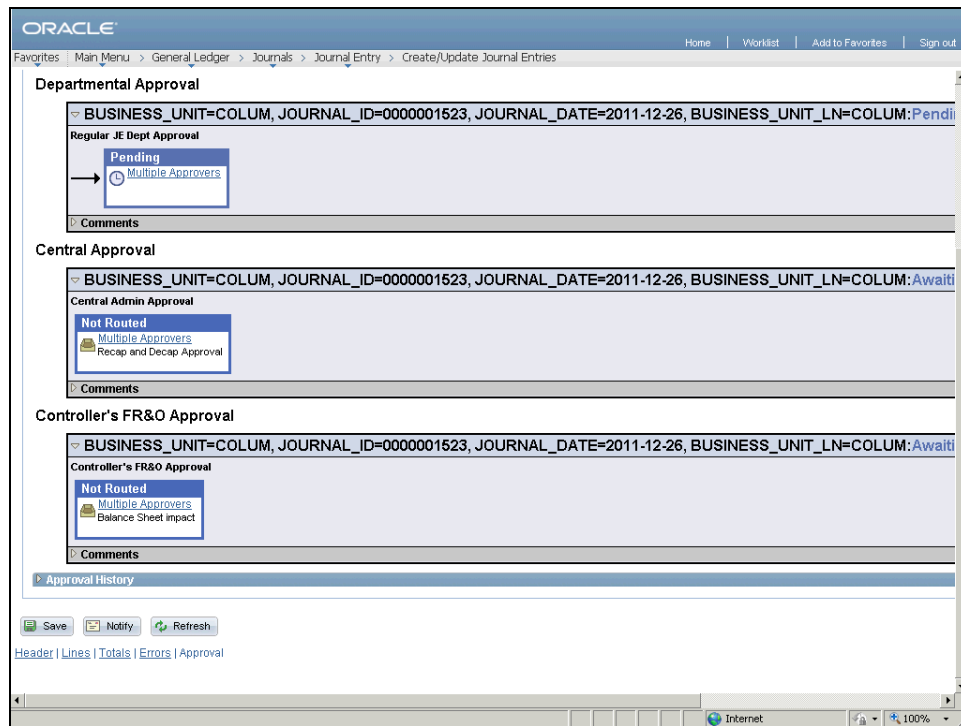 ORACLE
Home | Worklist | Add to Favorites | Sign out
Favorites Main Menu > General Ledger > Journals > Journal Entry > Create/Update Journal Entries
Departmental Approval
BUSINESS_UNIT=COLUM, JOURNAL_ID=0000001523, JOURNAL_DATE=2011-12-26, BUSINESS_UNIT_LN=COLUM:Pendi
Regular JE Dept Approval
Pending
Multiple Approvers
Comments
Central Approval
BUSINESS_UNIT=COLUM, JOURNAL_ID=0000001523, JOURNAL_DATE=2011-12-26, BUSINESS_UNIT_LN=COLUM:Awaiti
Central Admin Approval
Not Routed
Multiple Approvers
Recap and Decap Approval
Comments
Controller's FR&O Approval
BUSINESS_UNIT=COLUM, JOURNAL_ID=0000001523, JOURNAL_DATE=2011-12-26, BUSINESS_UNIT_LN=COLUM:Awaiti
Controller's FR&O Approval
Not Routed
Multiple Approvers
Balance Sheet impact
Comments
Approval History
Save Notify Refresh
Header | Lines | Totals | Errors | Approval
Internet 100%